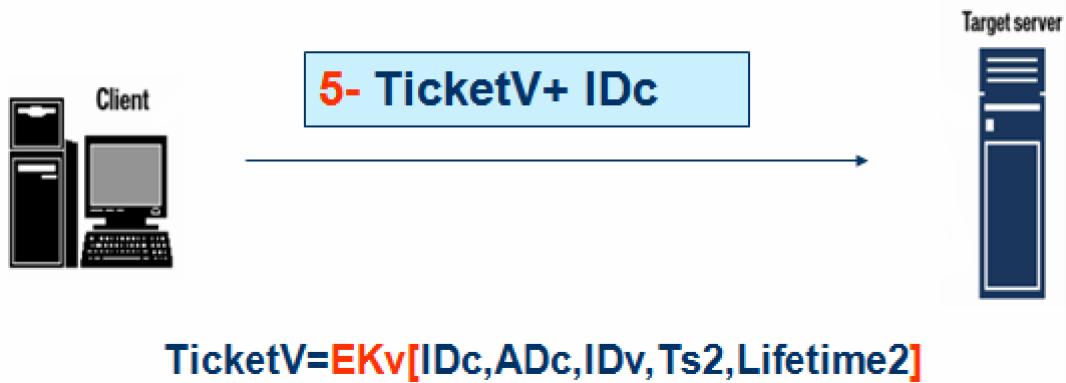 Target server
Client
5- TicketV+ IDc
TicketV=EKv[IDc,ADc,IDv,Ts2,Lifetime2]